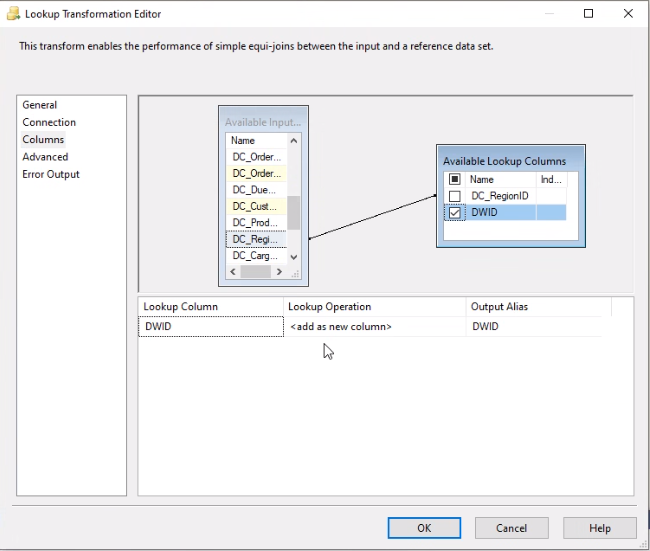 Lookup Transformation Editor
This transform enables the performance of simple equi-joins between the input and a reference data set.
General
Connection
Columns
Advanced
Error Output
Available Input...
Name
DC_Order...
DC_Order...
DC_Due...
DC_Cust...
DC_Prod...
DC_Regi...
DC_Carg...
Available Lookup Columns
Name Ind...
DC_RegionID
DWID
Lookup Column Lookup Operation Output Alias
DWID <add as new column> DWID
OK Cancel Help